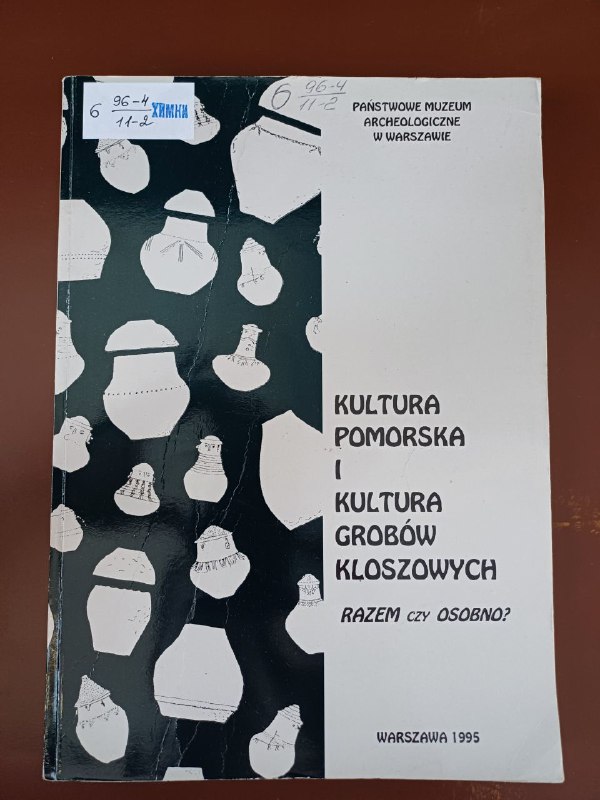 6 96-4
11-2 ХИМКИ
6 96-4
11-2
PAŃSTWOWE MUZEUM
ARCHEOLOGICZNE
W WARSZAWIE
KULTURA
POMORSKA
I
KULTURA
GROBÓW
KLOSZOWYCH
RAZEM CZY OSOBNO?
WARSZAWA 1995